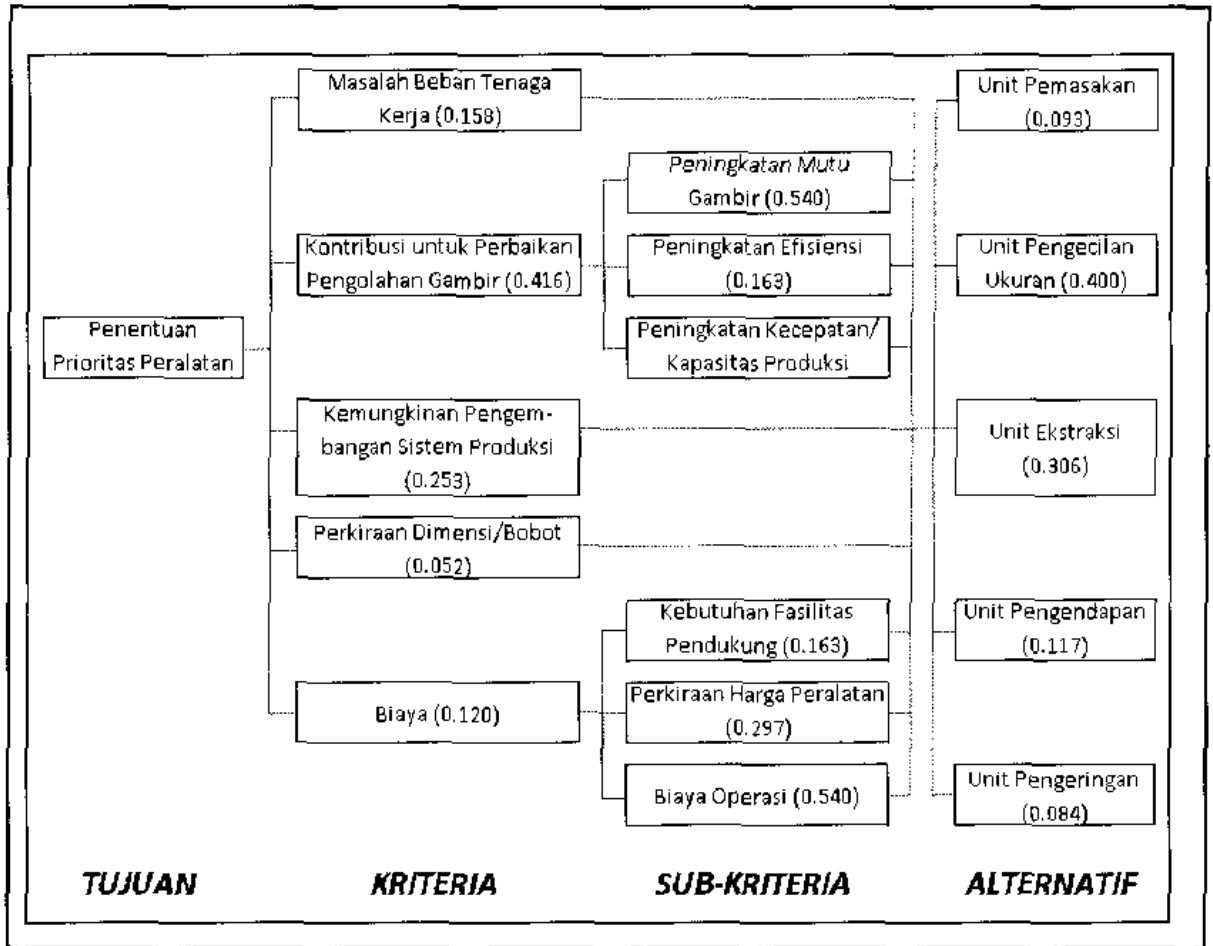 Masalah Beban Tenaga
Kerja (0.158)
Unit Pemasakan
(0.093)
Peningkatan Mutu
Gambir (0.540)
Kontribusi untuk Perbaikan
Pengolahan Gambir (0.416)
Peningkatan Efisiensi
(0.163)
Unit Pengecilan
Ukuran (0.400)
Penentuan
Prioritas Peralatan
Peningkatan Kecepatan/
Kapasitas Produksi
Kemungkinan Pengem-
bangan Sistem Produksi
(0.253)
Unit Ekstraksi
(0.306)
Perkiraan Dimensi/Bobot
(0.052)
Kebutuhan Fasilitas
Pendukung (0.163)
Unit Pengendapan
(0.117)
Biaya (0.120)
Perkiraan Harga Peralatan
(0.297)
Biaya Operasi (0.540)
Unit Pengeringan
(0.084)
TUJUAN KRITERIA SUB-KRITERIA ALTERNATIF